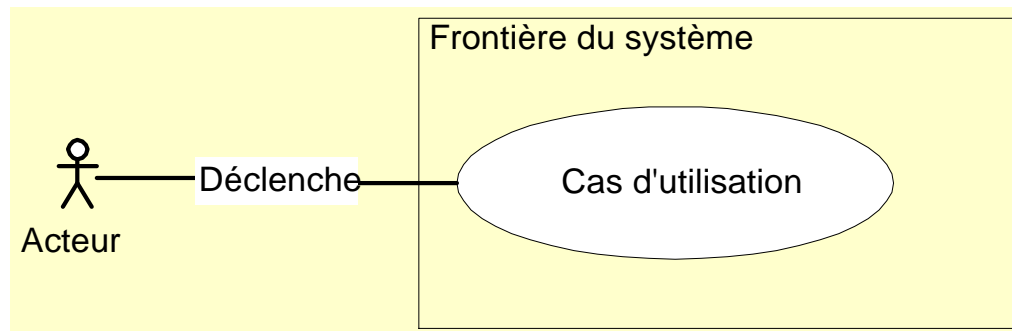 Frontière du système
Déclenche
Cas d'utilisation
Acteur